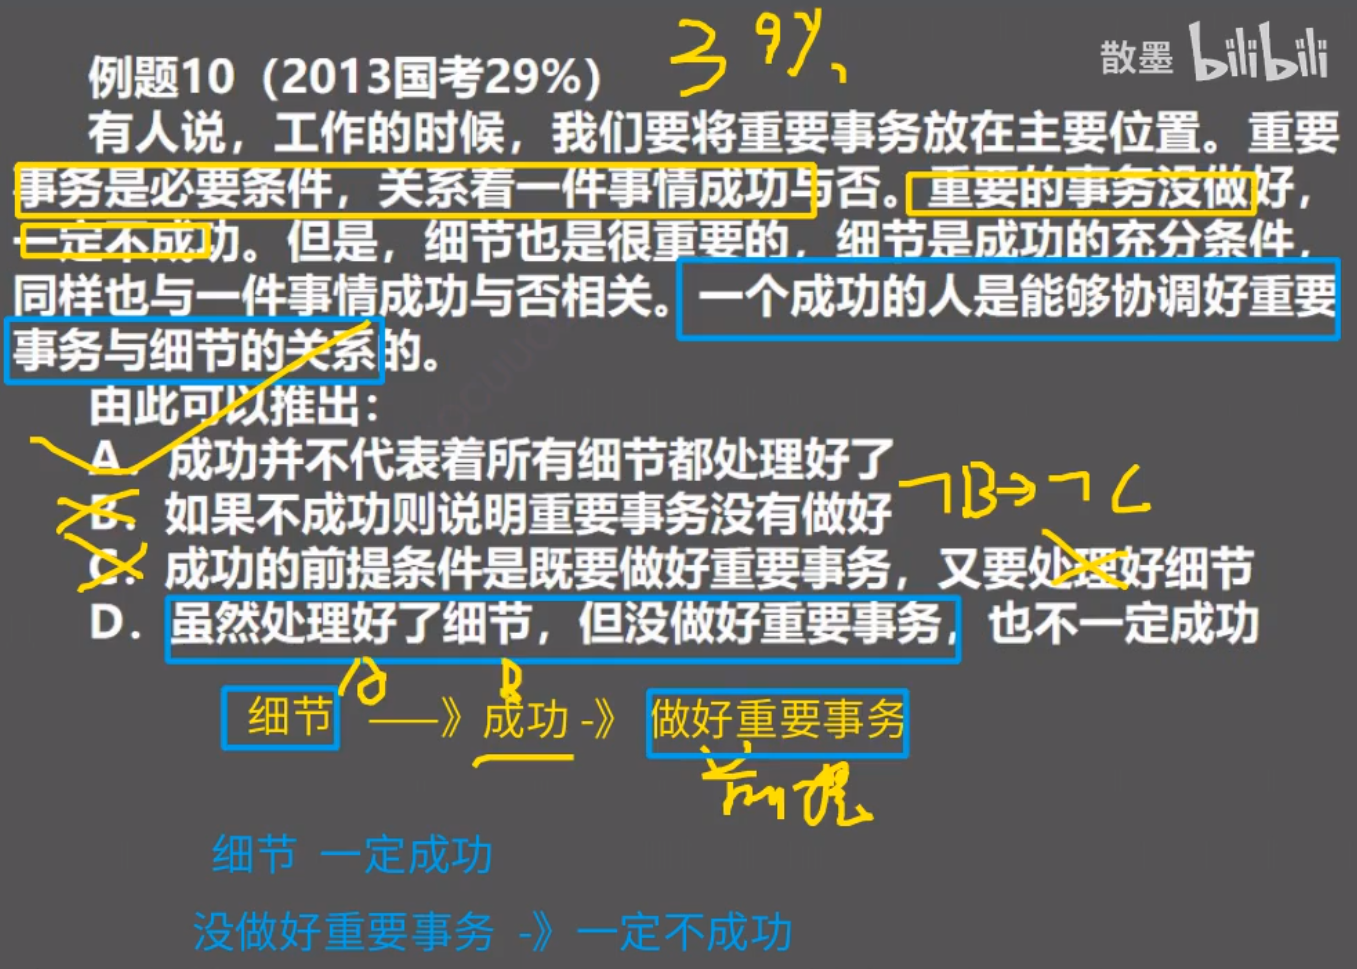 39%
散墨 bilibili
例题10（2013国考29%）
有人说，工作的时候，我们要将重要事务放在主要位置。重要
事务是必要条件，关系着一件事情成功与否。重要的事务没做好，
一定不成功。但是，细节也是很重要的，细节是成功的充分条件，
同样也与一件事情成功与否相关。一个成功的人是能够协调好重要
事务与细节的关系的。
由此可以推出：
A．成功并不代表着所有细节都处理好了
B．如果不成功则说明重要事务没有做好
¬B→¬C
C．成功的前提条件是既要做好重要事务，又要处理好细节
D．虽然处理好了细节，但没做好重要事务，也不一定成功
B
细节 ——》成功 -》 做好重要事务
前提
细节 一定成功
没做好重要事务 -》一定不成功